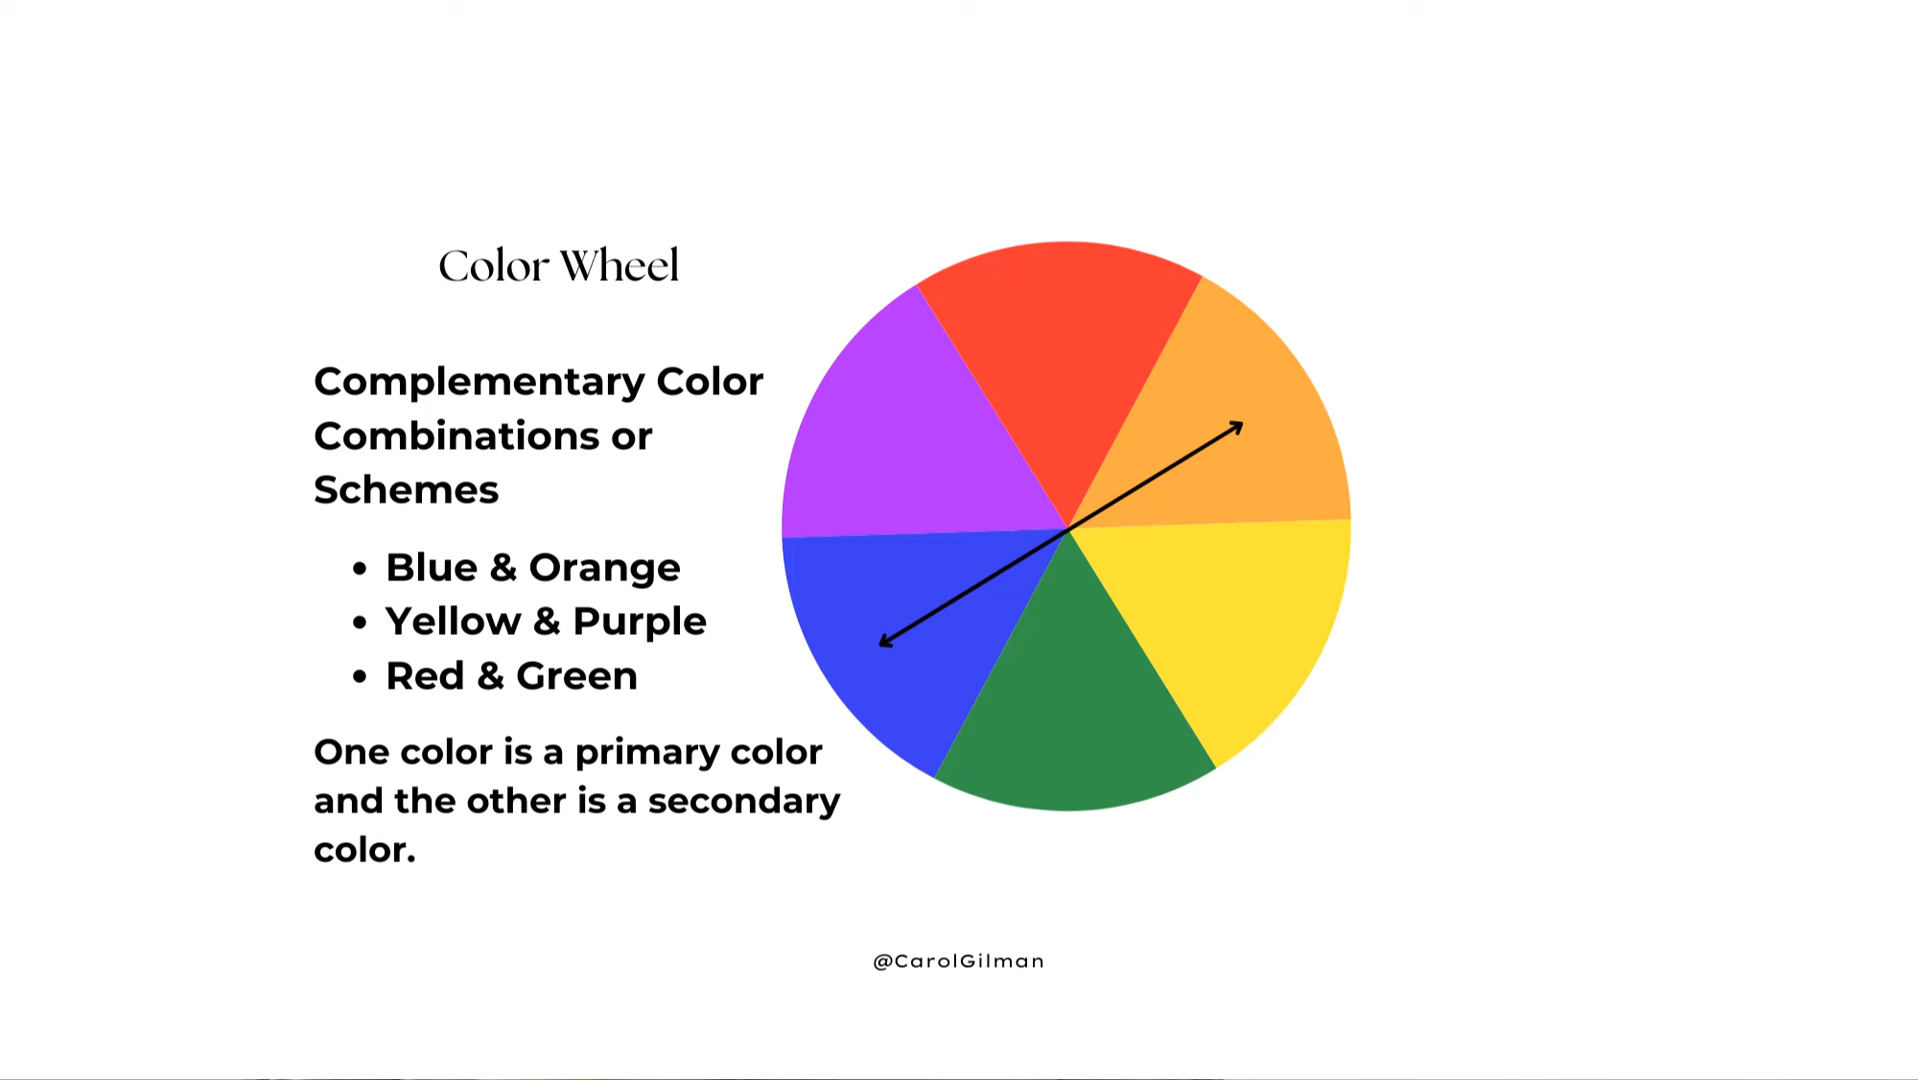 Color Wheel
Complementary Color
Combinations or
Schemes
• Blue & Orange
• Yellow & Purple
• Red & Green
One color is a primary color
and the other is a secondary
color.
@CarolGilman